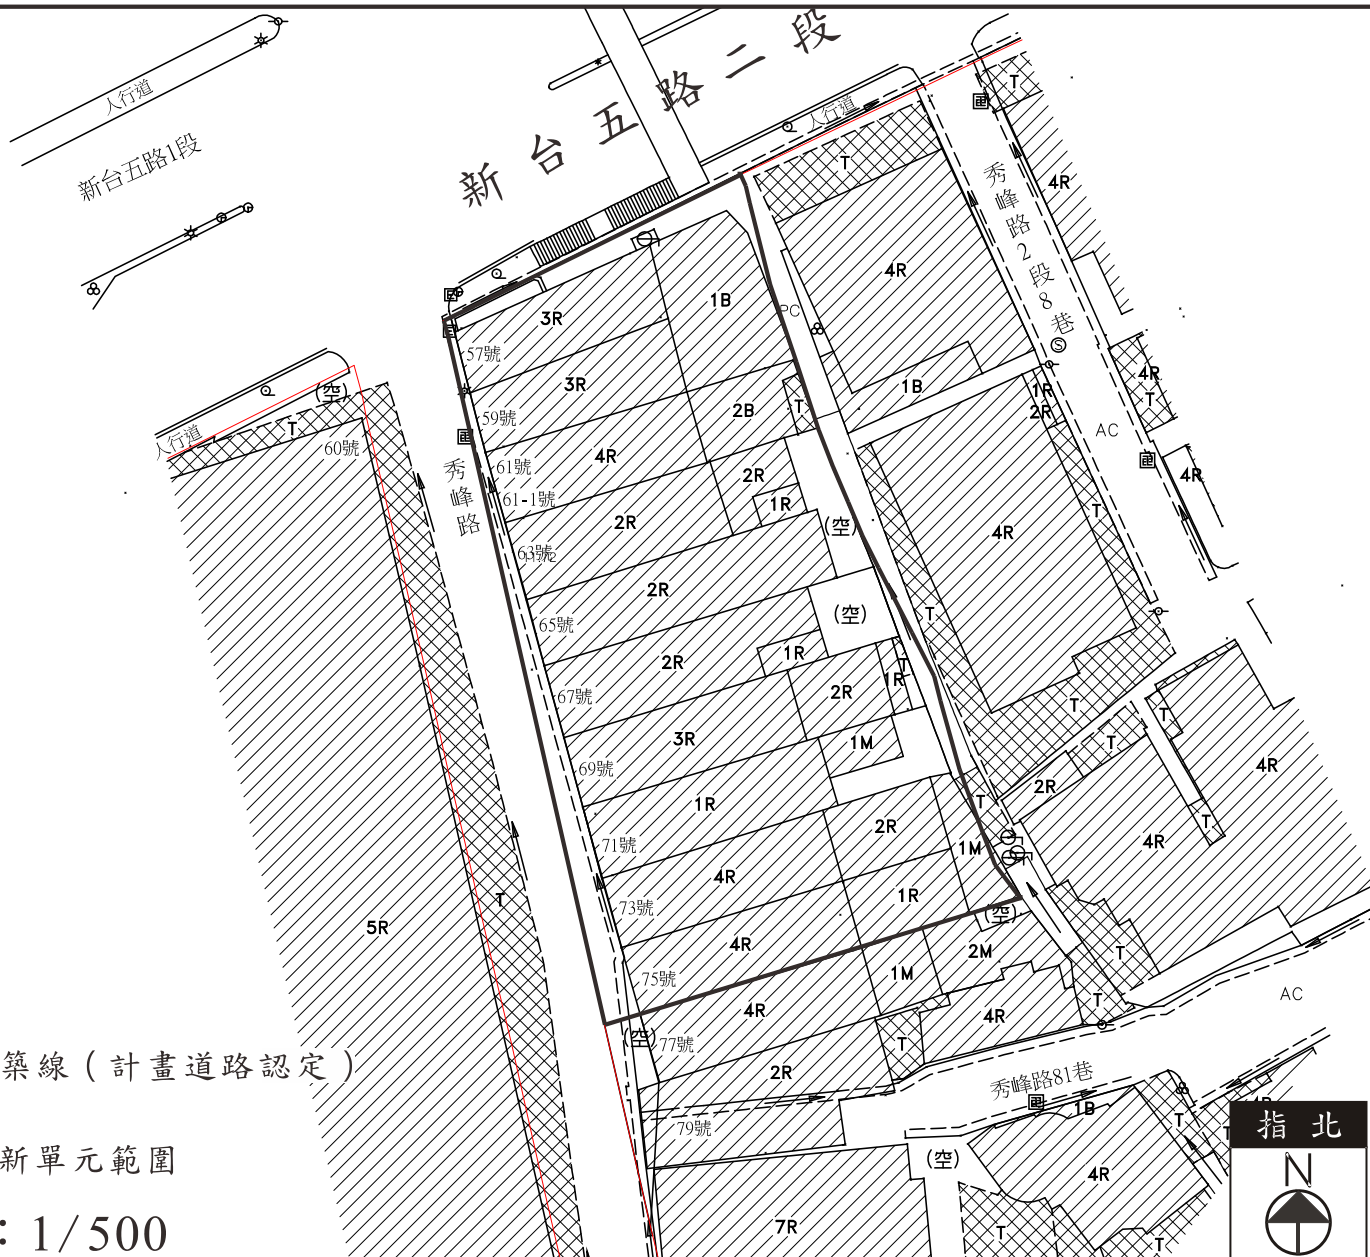 新台五路二段
人行道
新台五路1段
人行道
秀峰路2段8巷
T
T
4R
4R
1B
3R
PC
57號
3R
1B
4R
T
1R
2R
AC
4R
(空)
人行道
T
60號
59號
2B
T
秀峰路
61號
4R
2R
1R
61-1號
2R
(空)
63號
4R
T
2R
(空)
65號
T
2R
1R
T
1R
67號
2R
3R
1M
T
T
T
69號
1R
2R
4R
T
2R
T
4R
71號
4R
1M
73號
1R
(空)
5R
T
4R
2M
T
75號
1M
4R
4R
T
AC
(空)
77號
T
2R
秀峰路81巷
1B
4R
79號
T
(空)
4R
7R
T
T
築線（計畫道路認定）
新單元範圍
：1/500
指北
N